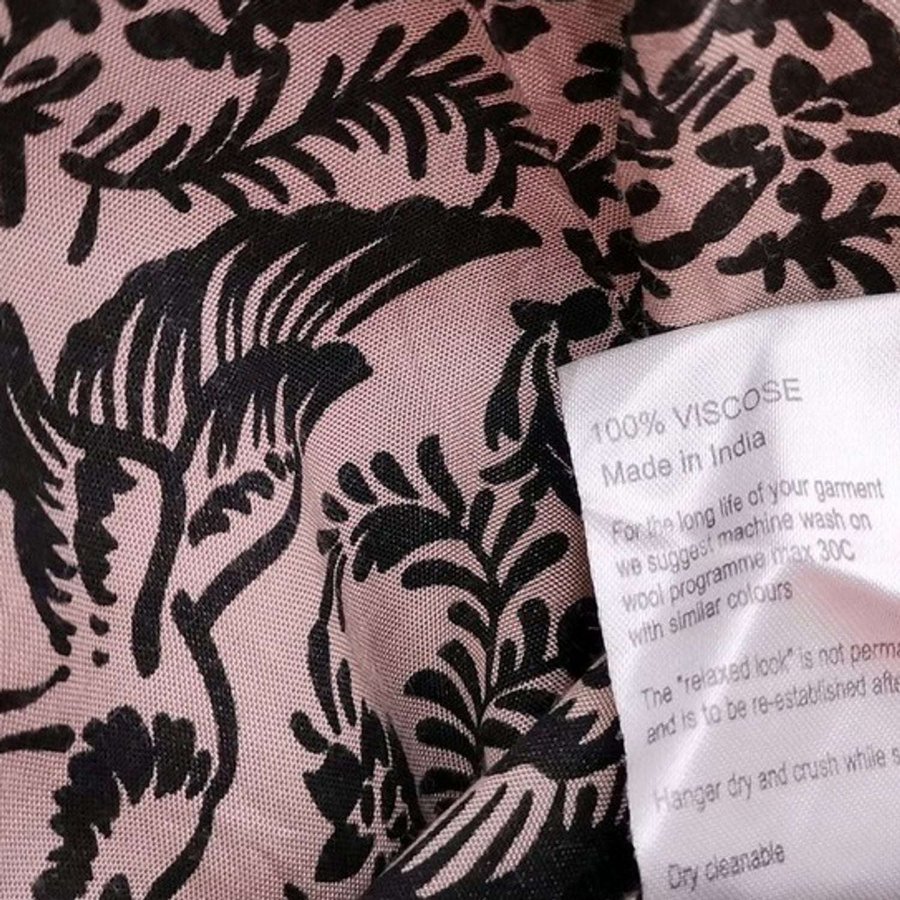 100% VISCOSE
Made in India
For the long life of your garment
we suggest machine wash on
wool programme max 30C
with similar colours
The "relaxed look" is not perma
and is to be re-established afte
Hangar dry and crush while s
Dry cleanable